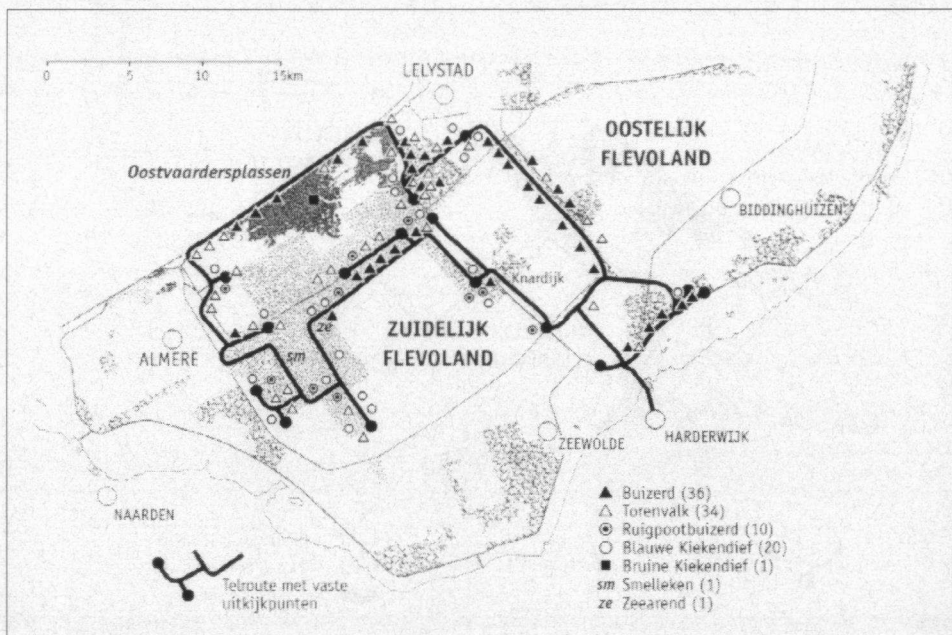 0 5 10 15km
LELYSTAD
OOSTELIJK
FLEVOLAND
Oostvaardersplassen
BIDDINGHUIZEN
Knardijk
ze
ZUIDELIJK
FLEVOLAND
ALMERE
sm
ZEEWOLDE
HARDERWIJK
NAARDEN
▲ Buizerd (36)
△ Torenvalk (34)
◉ Ruigpootbuizerd (10)
○ Blauwe Kiekendief (20)
■ Bruine Kiekendief (1)
sm Smelleken (1)
ze Zeearend (1)
Telroute met vaste
uitkijkpunten